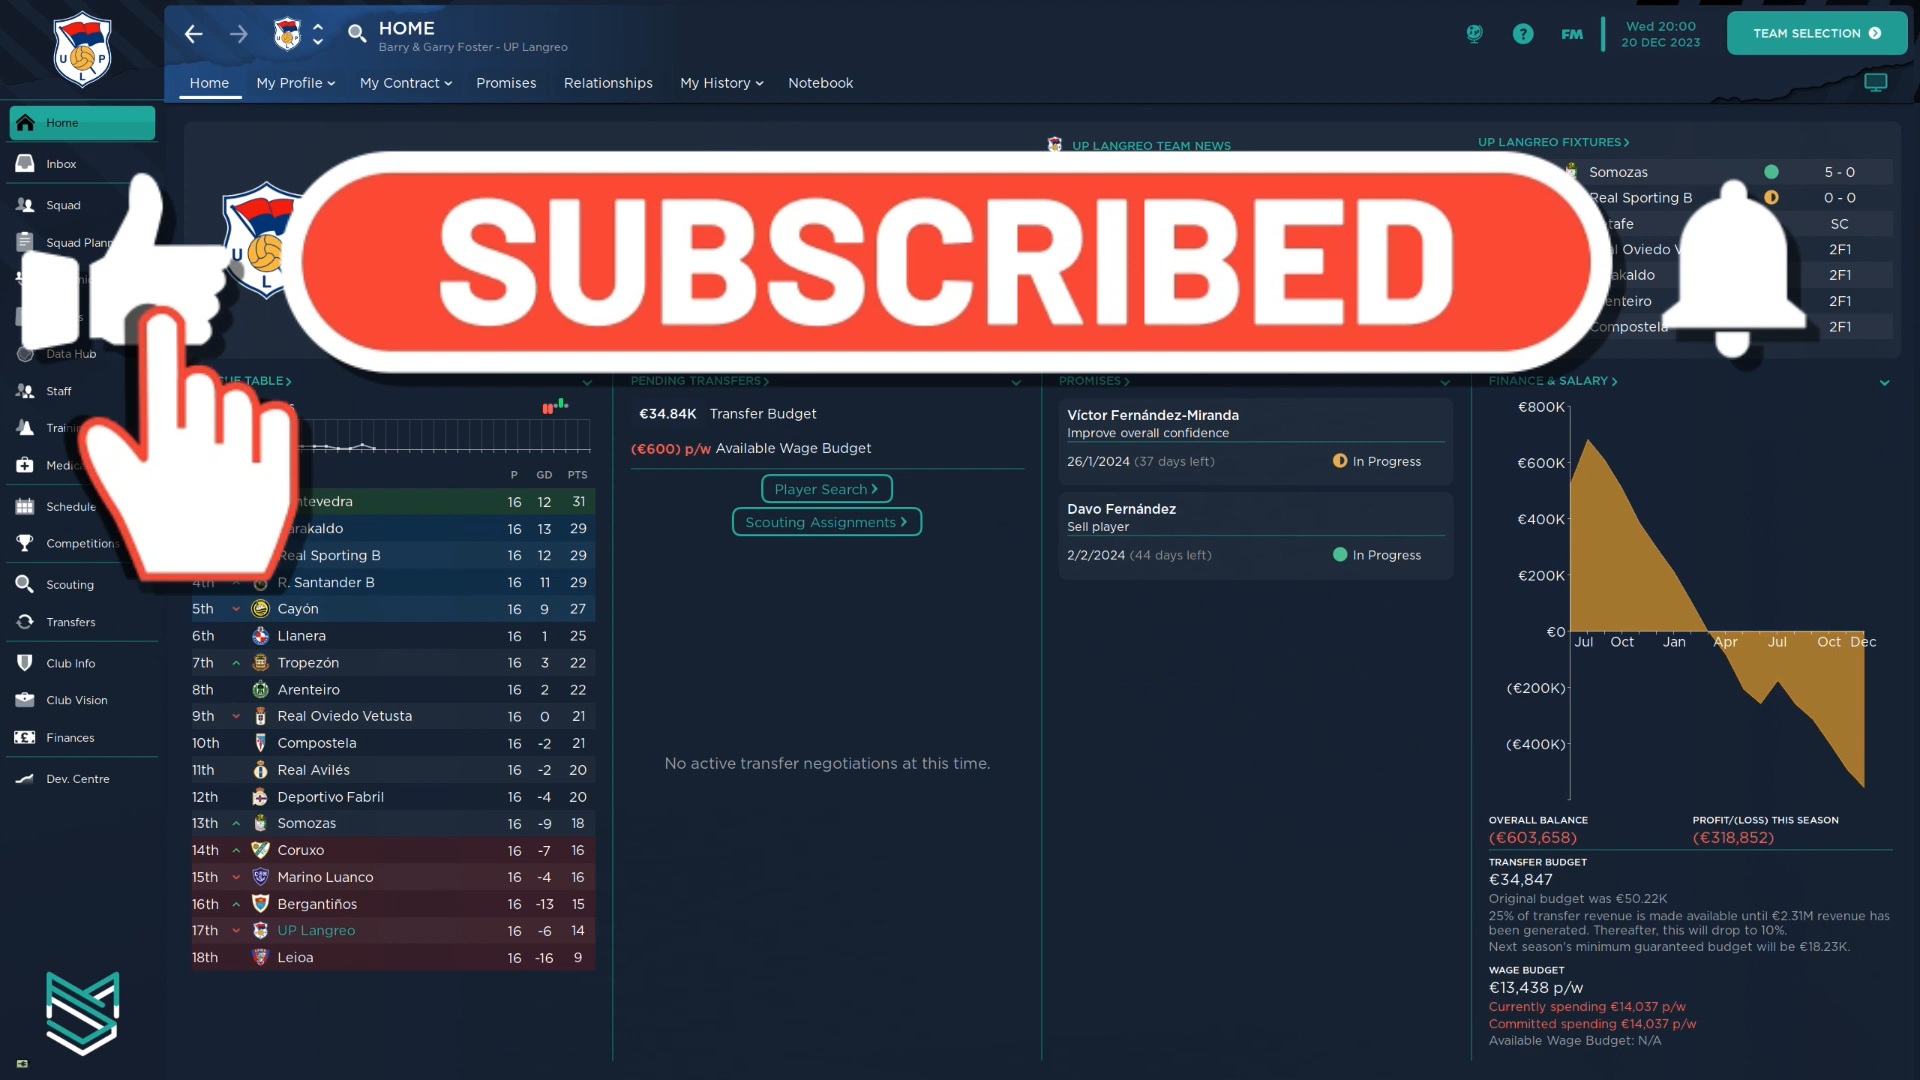 HOME
Barry & Garry Foster - UP Langreo
FM
Wed 20:00
20 DEC 2023
TEAM SELECTION
Home
My Profile
My Contract
Promises
Relationships
My History
Notebook
Home
Inbox
Squad
Squad Plann
Data Hub
Staff
Trainin
Medic
Schedule
Competitions
Scouting
Transfers
Club Info
Club Vision
Finances
Dev. Centre
U P L
UP LANGREO TEAM NEWS
UP LANGREO FIXTURES
Somozas 5 - 0
Real Sporting B 0 - 0
tafe SC
l Oviedo V 2F1
akaldo 2F1
enteiro 2F1
Compostela 2F1
SUBSCRIBED
UE TABLE
P GD PTS
ntevedra 16 12 31
arakaldo 16 13 29
Real Sporting B 16 12 29
4th R. Santander B 16 11 29
5th Cayón 16 9 27
6th Llanera 16 1 25
7th Tropezón 16 3 22
8th Arenteiro 16 2 22
9th Real Oviedo Vetusta 16 0 21
10th Compostela 16 -2 21
11th Real Avilés 16 -2 20
12th Deportivo Fabril 16 -4 20
13th Somozas 16 -9 18
14th Coruxo 16 -7 16
15th Marino Luanco 16 -4 16
16th Bergantiños 16 -13 15
17th UP Langreo 16 -6 14
18th Leioa 16 -16 9
PENDING TRANSFERS
€34.84K Transfer Budget
(€600) p/w Available Wage Budget
Player Search
Scouting Assignments
No active transfer negotiations at this time.
PROMISES
Víctor Fernández-Miranda
Improve overall confidence
26/1/2024 (37 days left) In Progress
Davo Fernández
Sell player
2/2/2024 (44 days left) In Progress
FINANCE & SALARY
€800K
€600K
€400K
€200K
€0
Jul Oct Jan Apr Jul Oct Dec
(€200K)
(€400K)
OVERALL BALANCE PROFIT/(LOSS) THIS SEASON
(€603,658) (€318,852)
TRANSFER BUDGET
€34,847
Original budget was €50.22K
25% of transfer revenue is made available until €2.31M revenue has
been generated. Thereafter, this will drop to 10%.
Next season's minimum guaranteed budget will be €18.23K.
WAGE BUDGET
€13,438 p/w
Currently spending €14,037 p/w
Committed spending €14,037 p/w
Available Wage Budget: N/A